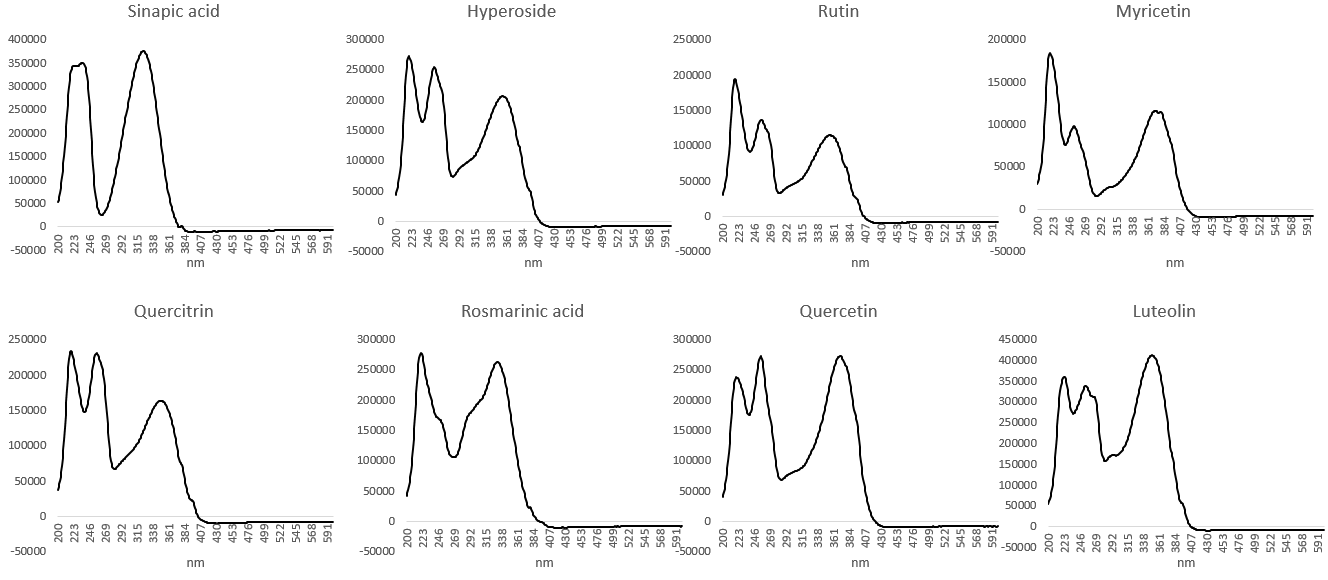 Sinapic acid
400000
350000
300000
250000
200000
150000
100000
50000
0
-50000
200 223 246 269 292 315 338 361 384 407 430 453 476 499 522 545 568 591
nm
Hyperoside
300000
250000
200000
150000
100000
50000
0
-50000
200 223 246 269 292 315 338 361 384 407 430 453 476 499 522 545 568 591
nm
Rutin
250000
200000
150000
100000
50000
0
-50000
200 223 246 269 292 315 338 361 384 407 430 453 476 499 522 545 568 591
nm
Myricetin
200000
150000
100000
50000
0
-50000
200 223 246 269 292 315 338 361 384 407 430 453 476 499 522 545 568 591
nm
Quercitrin
250000
200000
150000
100000
50000
0
-50000
200 223 246 269 292 315 338 361 384 407 430 453 476 499 522 545 568 591
nm
Rosmarinic acid
300000
250000
200000
150000
100000
50000
0
-50000
200 223 246 269 292 315 338 361 384 407 430 453 476 499 522 545 568 591
nm
Quercetin
300000
250000
200000
150000
100000
50000
0
-50000
200 223 246 269 292 315 338 361 384 407 430 453 476 499 522 545 568 591
nm
Luteolin
450000
400000
350000
300000
250000
200000
150000
100000
50000
0
-50000
200 223 246 269 292 315 338 361 384 407 430 453 476 499 522 545 568 591
nm